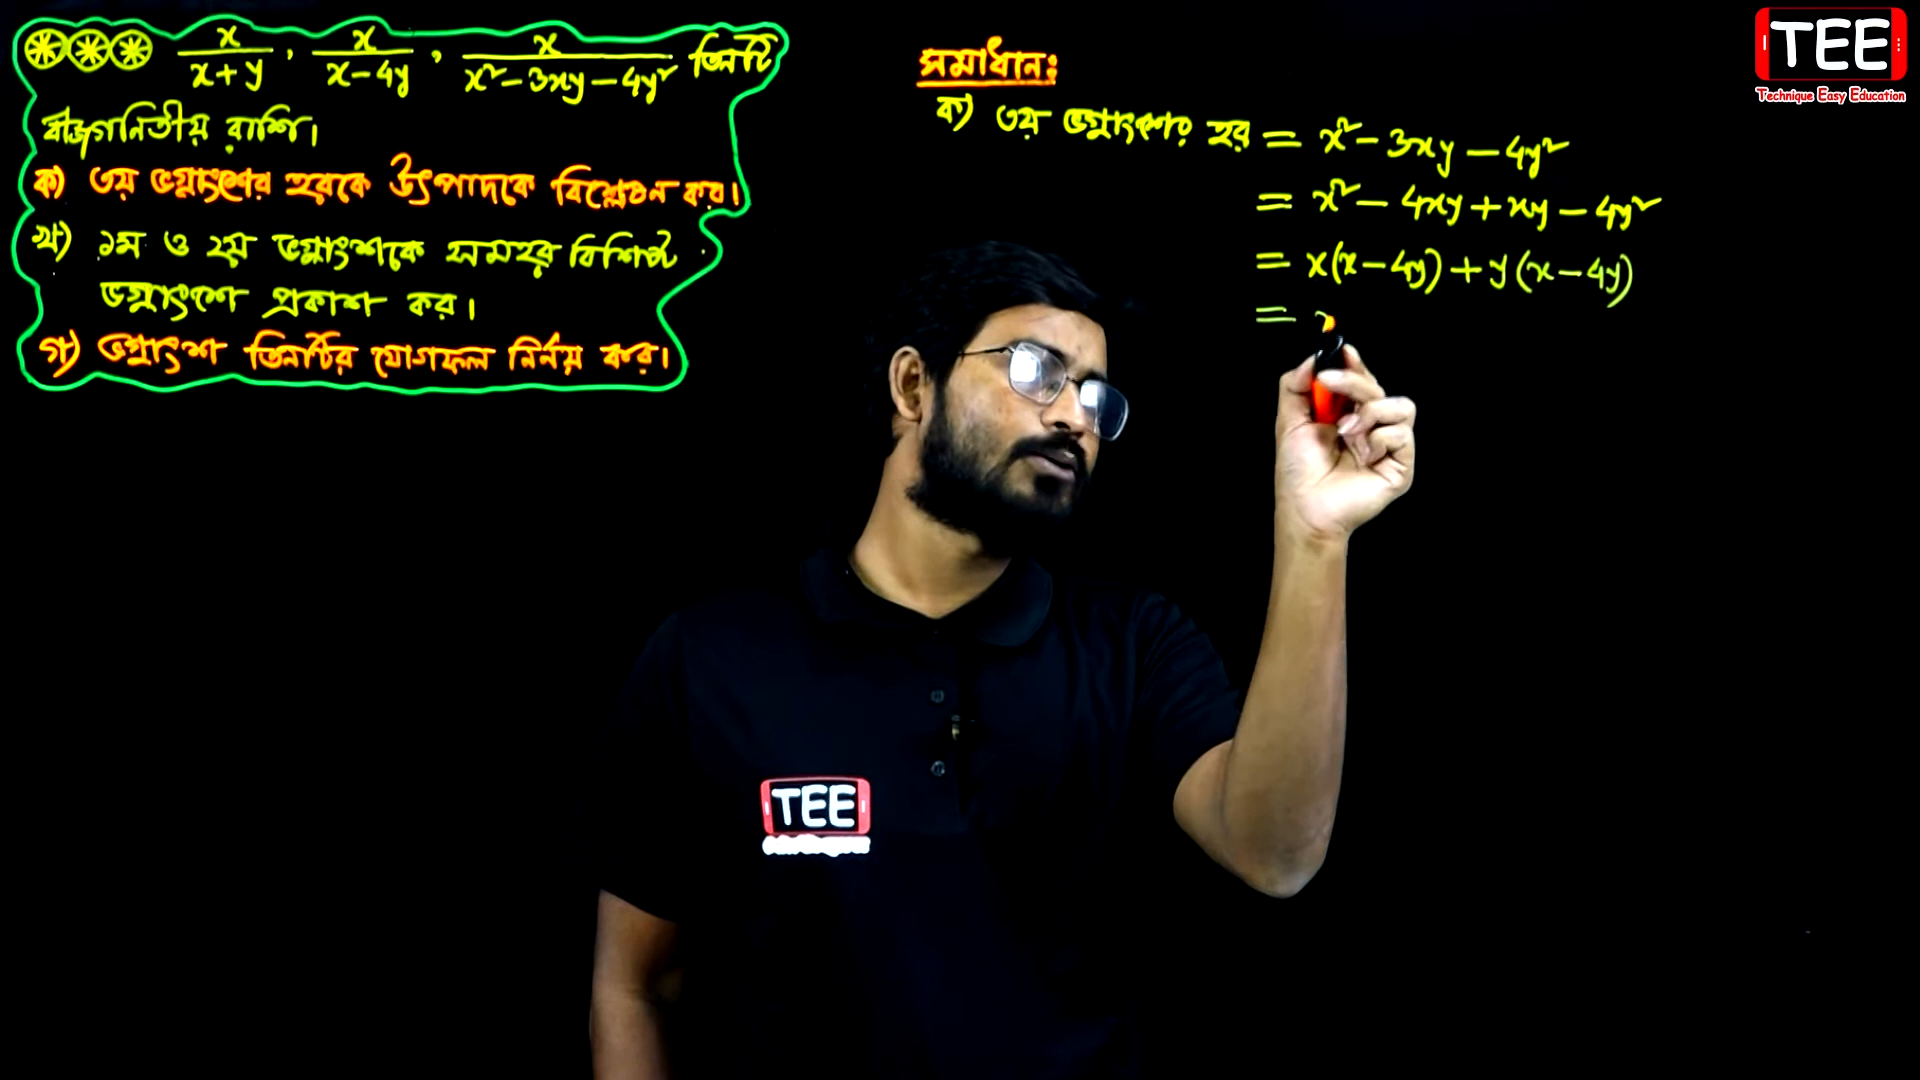 x/(x+y), x/(x-4y), x/(x²-3xy-4y²) তিনটি
বীজগনিতীয় রাশি।
ক) ৩য় ভগ্নাংশের হরকে উৎপাদকে বিশ্লেষন কর।
খ) ১ম ও ২য় ভগ্নাংশকে সমহর বিশিষ্ট
ভগ্নাংশে প্রকাশ কর।
গ) ভগ্নাংশ তিনটির যোগফল নির্নয় কর।
সমাধান:
ক) ৩য় ভগ্নাংশের হর = x²-3xy-4y²
= x²-4xy+xy-4y²
= x(x-4y)+y(x-4y)
=
TEE
Technique Easy Education
TEE